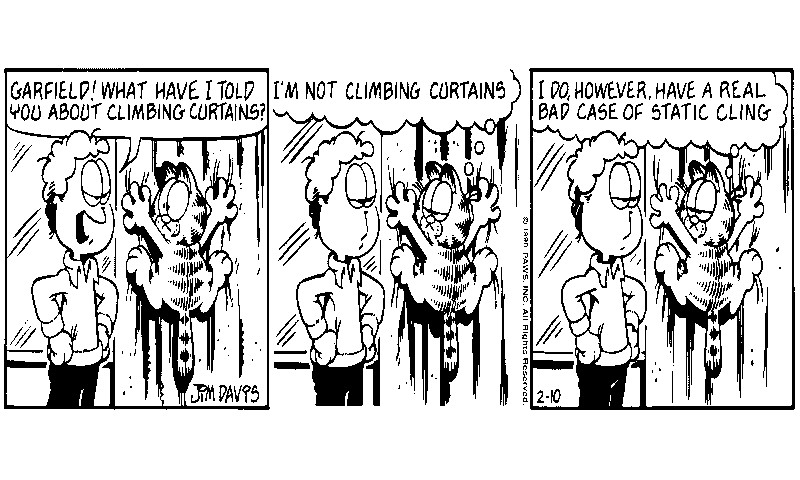 GARFIELD! WHAT HAVE I TOLD
YOU ABOUT CLIMBING CURTAINS?
JIM DAVIS
I'M NOT CLIMBING CURTAINS
© 1990 PAWS, INC. All Rights Reserved.
I DO, HOWEVER, HAVE A REAL
BAD CASE OF STATIC CLING
2-10